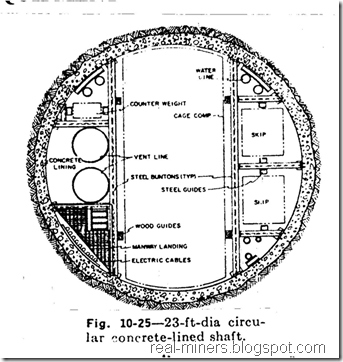 WATER
LINE
COUNTER WEIGHT
CAGE COMP.
SKIP
CONCRETE
LINING
VENT LINE
STEEL BUNTONS (TYP)
STEEL GUIDES
SKIP
WOOD GUIDES
MANWAY LANDING
ELECTRIC CABLES
Fig. 10-25—23-ft-dia circu-
lar concrete-lined shaft.
real-miners.blogspot.com